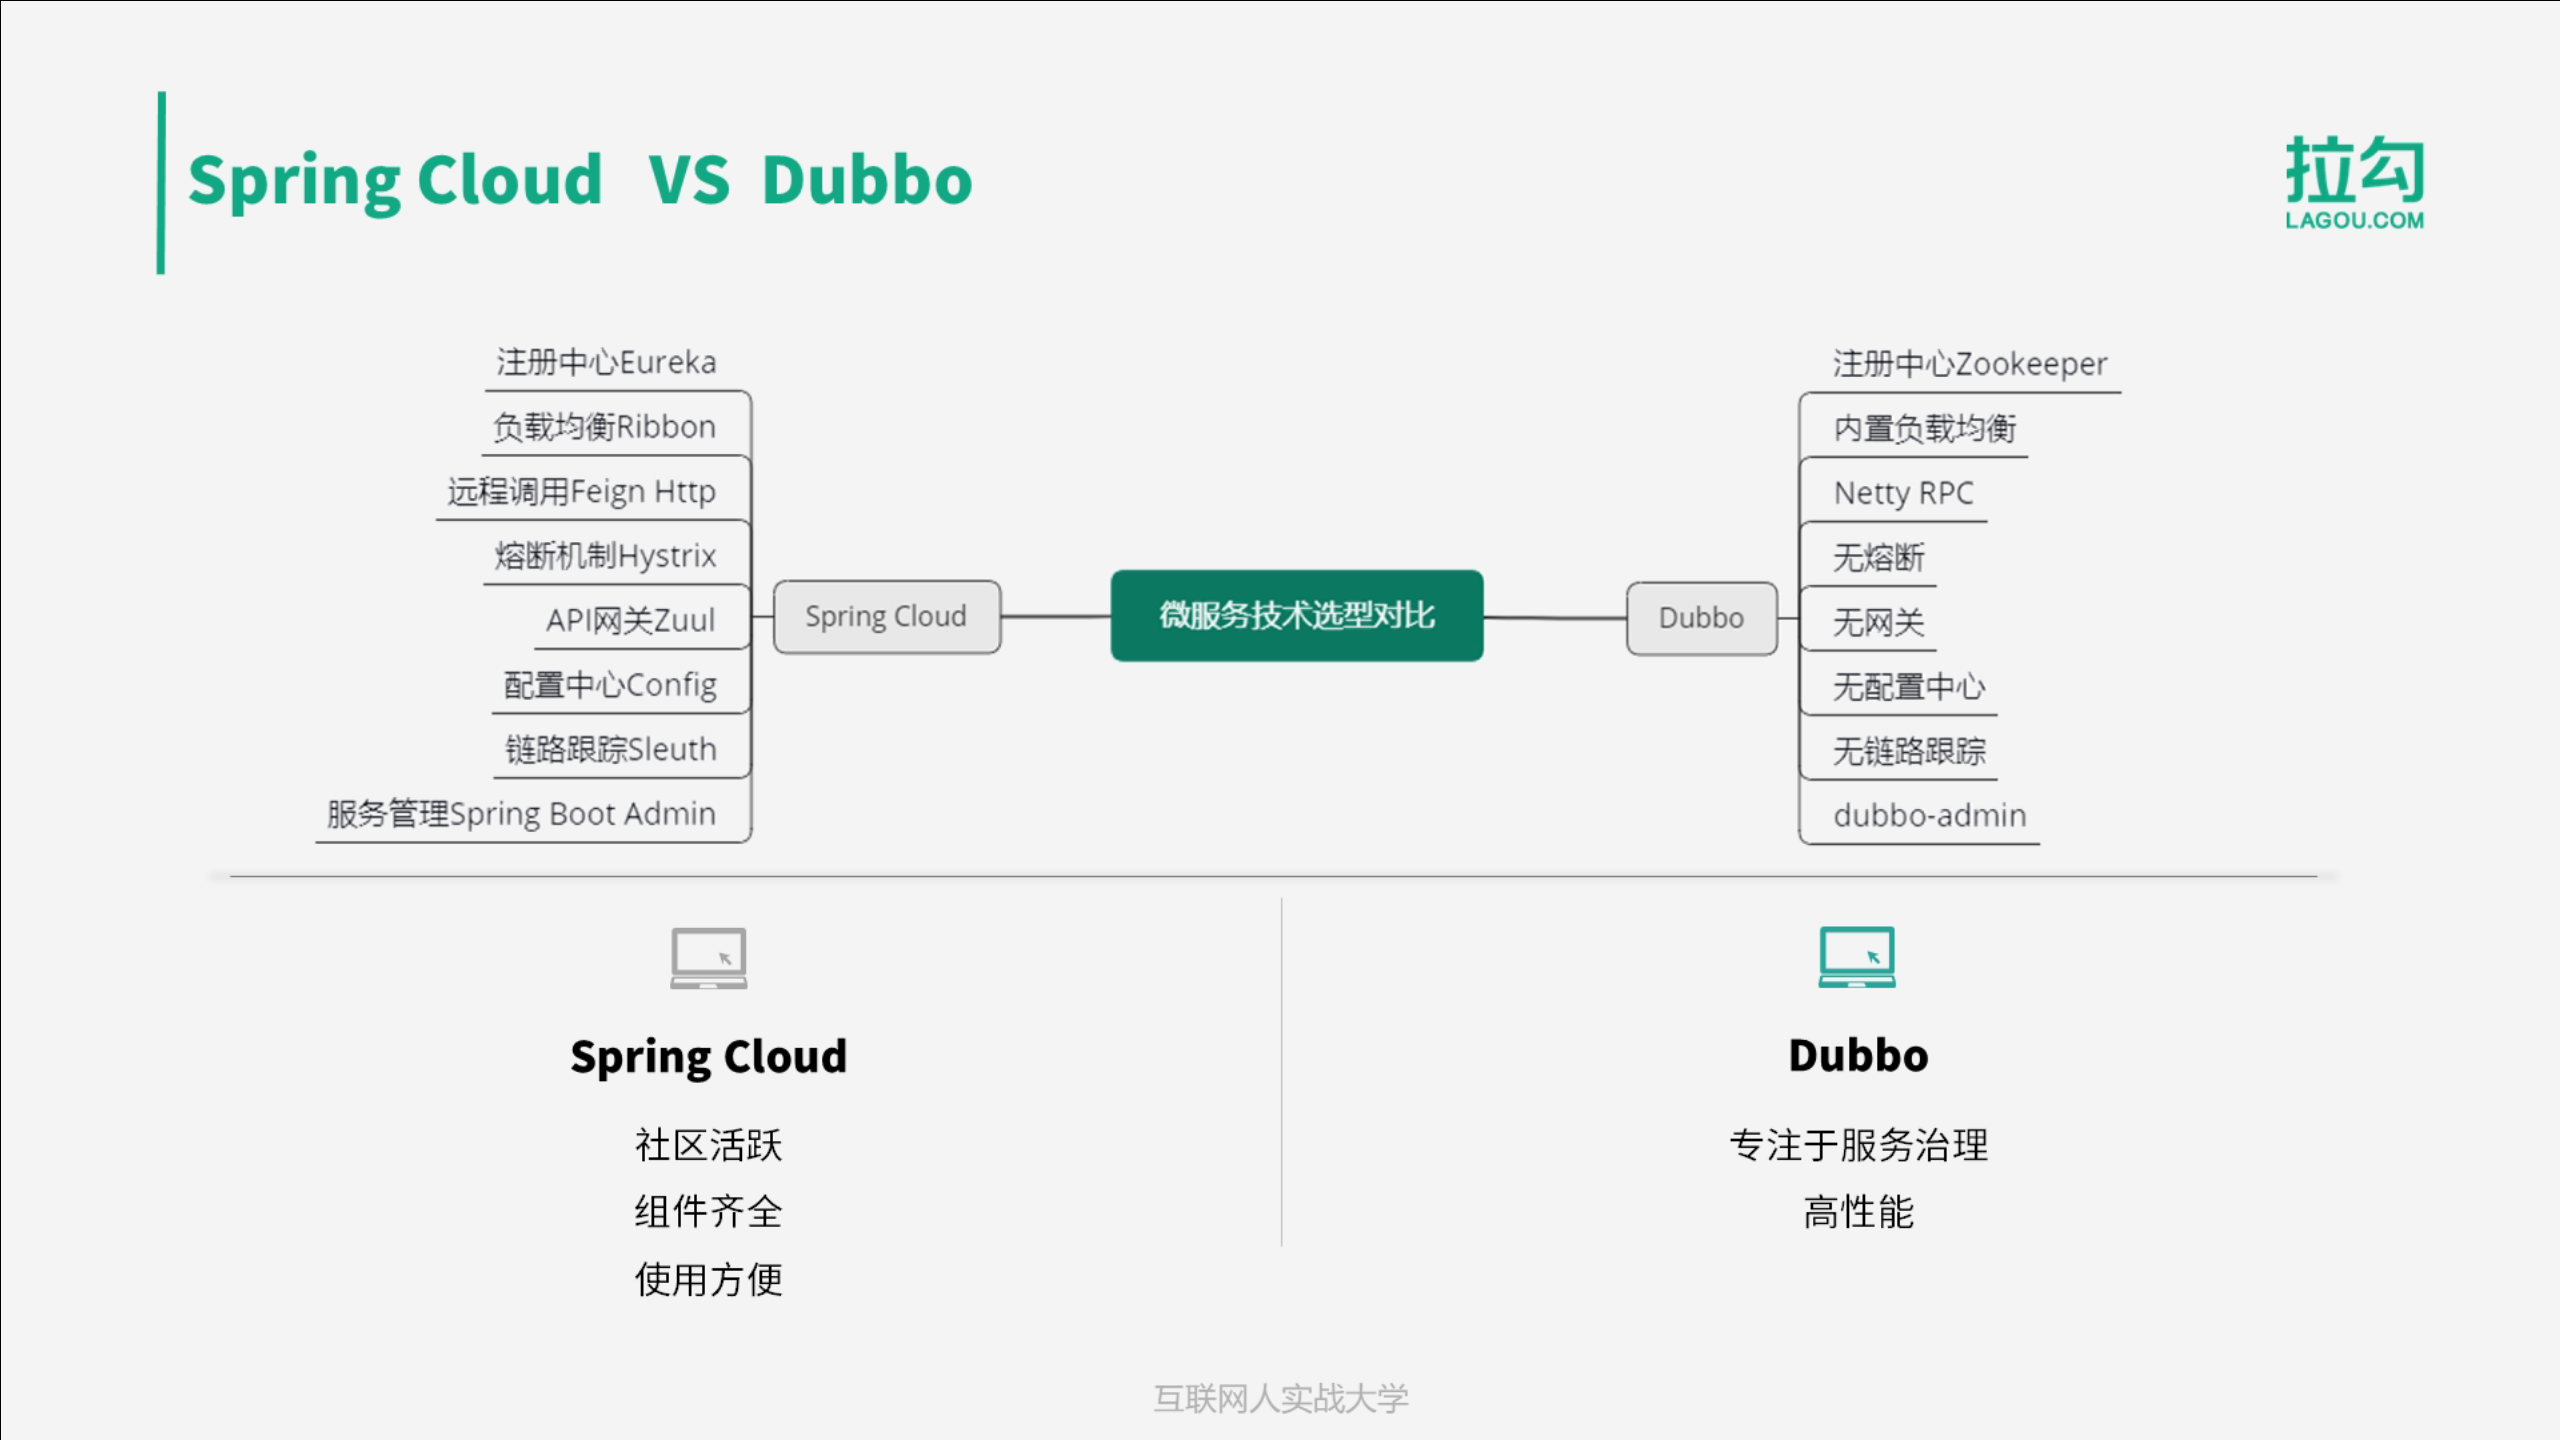 Spring Cloud VS Dubbo
拉勾
LAGOU.COM
注册中心Eureka
负载均衡Ribbon
远程调用Feign Http
熔断机制Hystrix
API网关Zuul
配置中心Config
链路跟踪Sleuth
服务管理Spring Boot Admin
Spring Cloud
微服务技术选型对比
Dubbo
注册中心Zookeeper
内置负载均衡
Netty RPC
无熔断
无网关
无配置中心
无链路跟踪
dubbo-admin
Spring Cloud
社区活跃
组件齐全
使用方便
Dubbo
专注于服务治理
高性能
互联网人实战大学